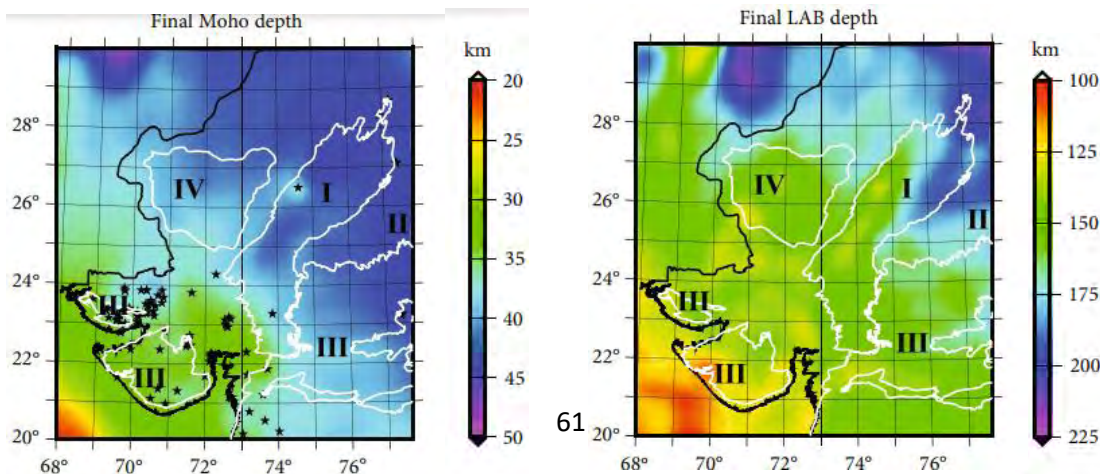 Final Moho depth
km
20
25
30
35
40
45
50
28°
26°
24°
22°
20°
68°
70°
72°
74°
76°
I
II
III
III
III
IV
61
Final LAB depth
km
100
125
150
175
200
225
28°
26°
24°
22°
20°
68°
70°
72°
74°
76°
I
II
III
III
III
IV